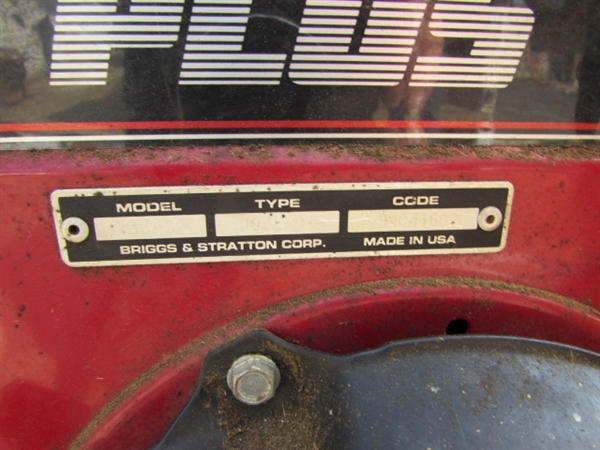 PLUS
MODEL TYPE CODE
BRIGGS & STRATTON CORP. MADE IN USA